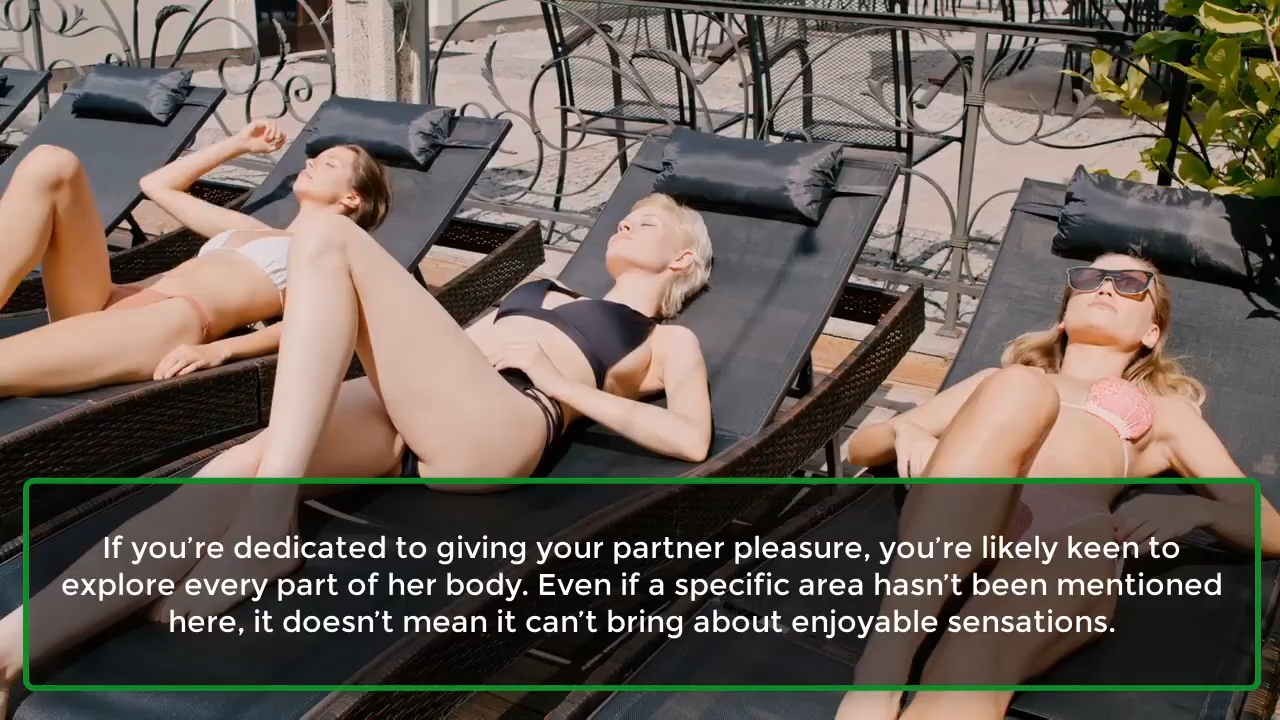 If you’re dedicated to giving your partner pleasure, you’re likely keen to
explore every part of her body. Even if a specific area hasn’t been mentioned
here, it doesn’t mean it can’t bring about enjoyable sensations.